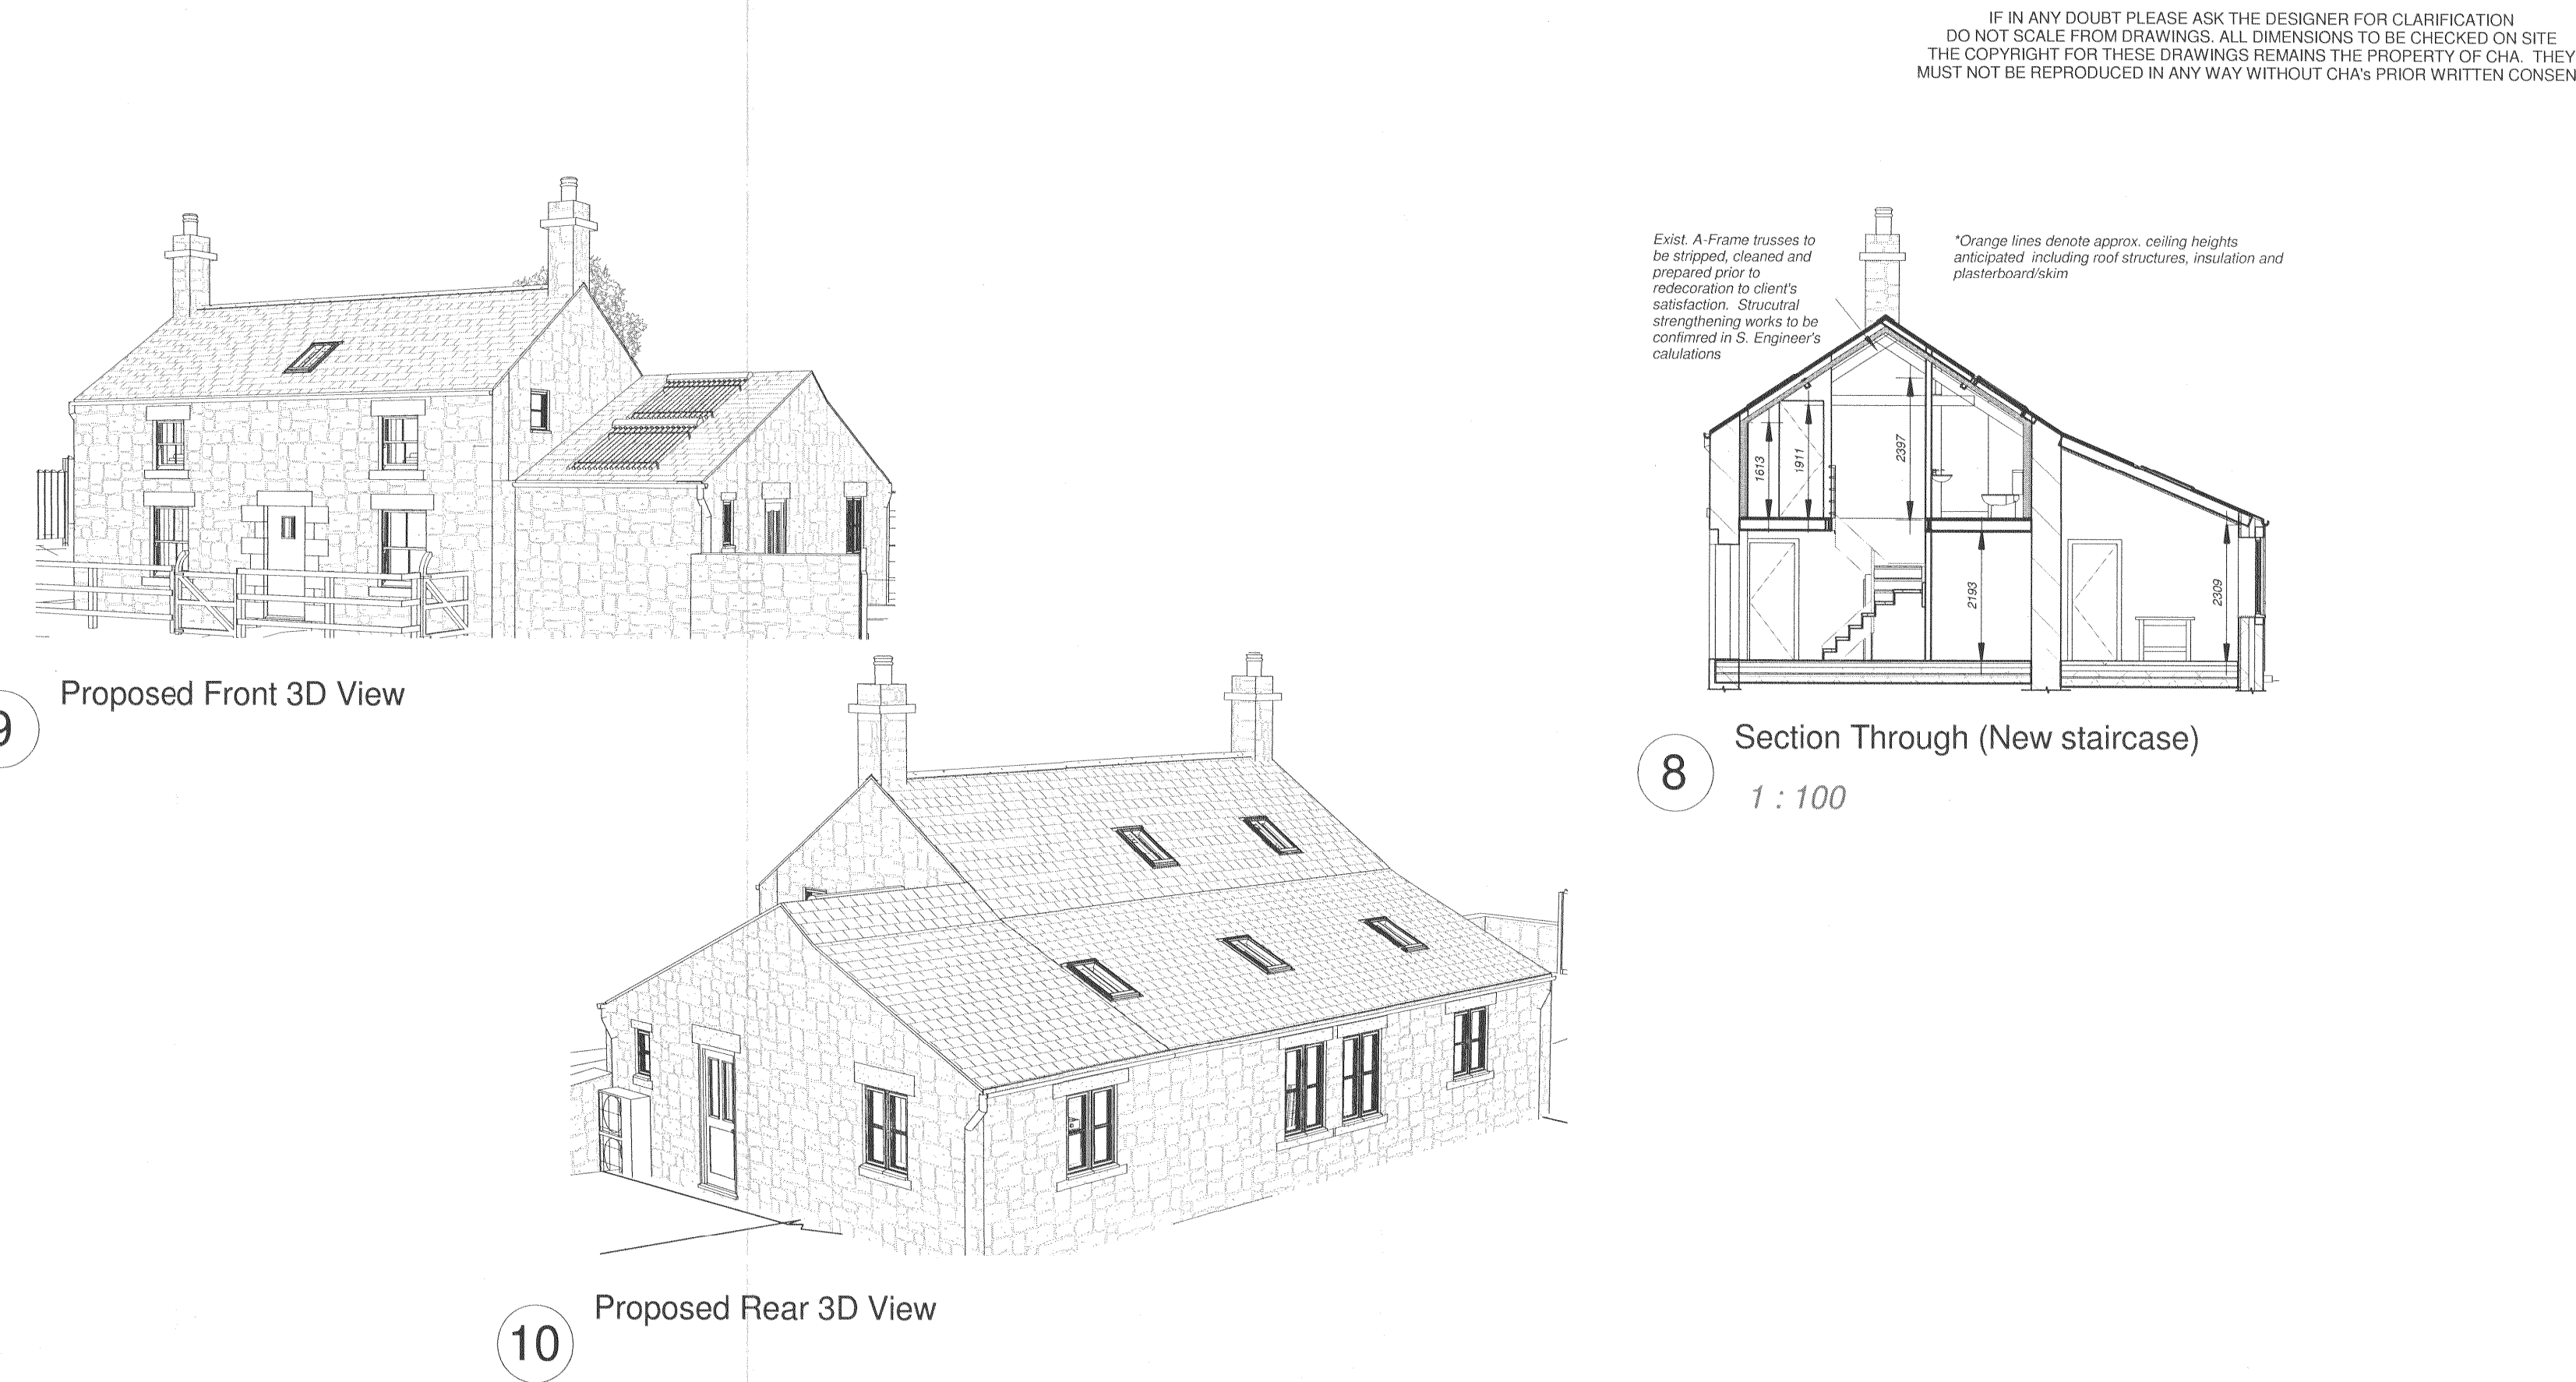 IF IN ANY DOUBT PLEASE ASK THE DESIGNER FOR CLARIFICATION
DO NOT SCALE FROM DRAWINGS. ALL DIMENSIONS TO BE CHECKED ON SITE
THE COPYRIGHT FOR THESE DRAWINGS REMAINS THE PROPERTY OF CHA. THEY
MUST NOT BE REPRODUCED IN ANY WAY WITHOUT CHA's PRIOR WRITTEN CONSEN
Exist. A-Frame trusses to
be stripped, cleaned and
prepared prior to
redecoration to client's
satisfaction. Strucutral
strengthening works to be
confimred in S. Engineer's
calulations
*Orange lines denote approx. ceiling heights
anticipated including roof structures, insulation and
plasterboard/skim
1613
1911
2397
2193
2309
9
Proposed Front 3D View
8
Section Through (New staircase)
1 : 100
10
Proposed Rear 3D View